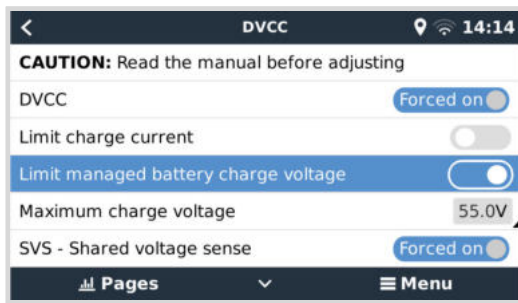 DVCC 14:14
CAUTION: Read the manual before adjusting
DVCC Forced on
Limit charge current
Limit managed battery charge voltage
Maximum charge voltage 55.0V
SVS - Shared voltage sense Forced on
Pages Menu